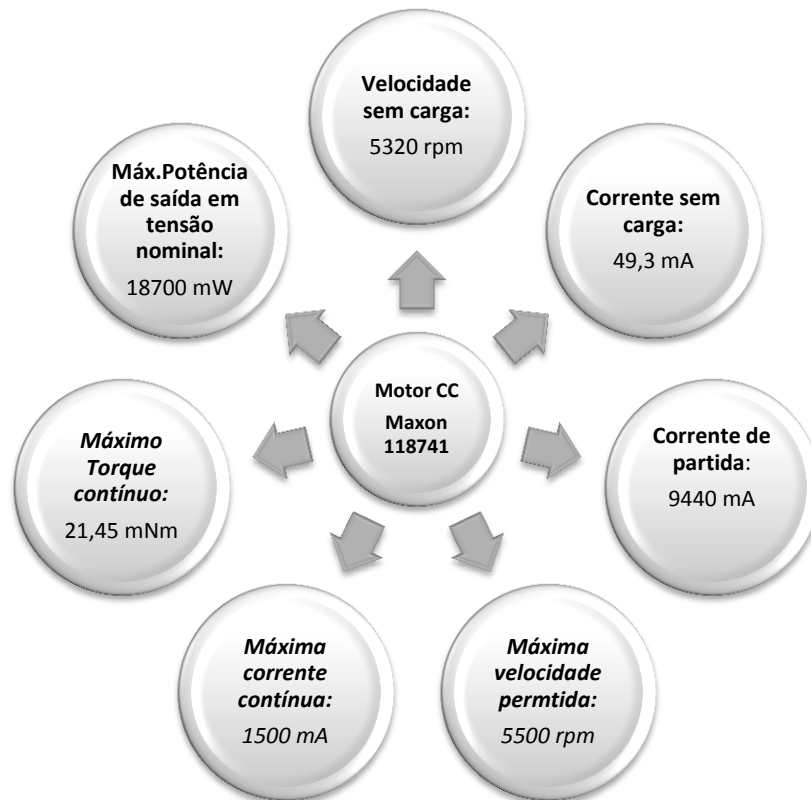 Velocidade
sem carga:
5320 rpm
Corrente sem
carga:
49,3 mA
Corrente de
partida:
9440 mA
Máxima
velocidade
permtida:
5500 rpm
Máxima
corrente
contínua:
1500 mA
Máximo
Torque
contínuo:
21,45 mNm
Máx.Potência
de saída em
tensão
nominal:
18700 mW
Motor CC
Maxon
118741